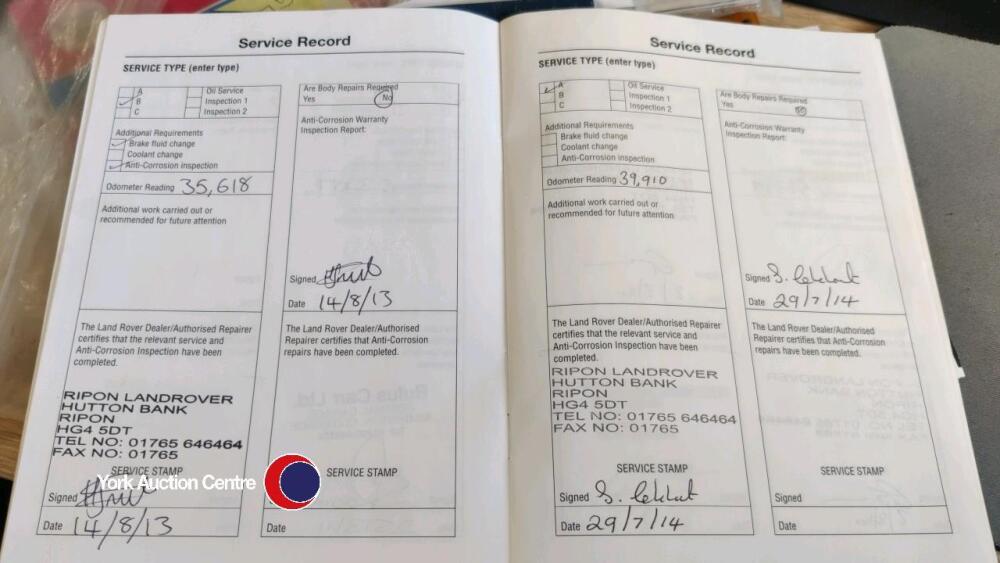 Service Record
SERVICE TYPE (enter type)
A
B
C
Oil Service
Inspection 1
Inspection 2
Additional Requirements
Brake fluid change
Coolant change
Anti-Corrosion inspection
Odometer Reading 35,618
Additional work carried out or
recommended for future attention
Are Body Repairs Required
Yes No
Anti-Corrosion Warranty
Inspection Report:
Signed
Date 14/8/13
The Land Rover Dealer/Authorised Repairer
certifies that the relevant service and
Anti-Corrosion Inspection have been
completed.
RIPON LANDROVER
HUTTON BANK
RIPON
HG4 5DT
TEL NO: 01765 646464
FAX NO: 01765
SERVICE STAMP
Signed
Date 14/8/13
The Land Rover Dealer/Authorised
Repairer certifies that Anti-Corrosion
repairs have been completed.
SERVICE STAMP
Date
York Auction Centre
Service Record
SERVICE TYPE (enter type)
A
B
C
Oil Service
Inspection 1
Inspection 2
Additional Requirements
Brake fluid change
Coolant change
Anti-Corrosion inspection
Odometer Reading 39,910
Additional work carried out or
recommended for future attention
Are Body Repairs Required
Yes No
Anti-Corrosion Warranty
Inspection Report:
Signed S.
Date 29/7/14
The Land Rover Dealer/Authorised Repairer
certifies that the relevant service and
Anti-Corrosion Inspection have been
completed.
RIPON LANDROVER
HUTTON BANK
RIPON
HG4 5DT
TEL NO: 01765 646464
FAX NO: 01765
SERVICE STAMP
Signed S.
Date 29/7/14
The Land Rover Dealer/Authorised
Repairer certifies that Anti-Corrosion
repairs have been completed.
SERVICE STAMP
Signed
Date